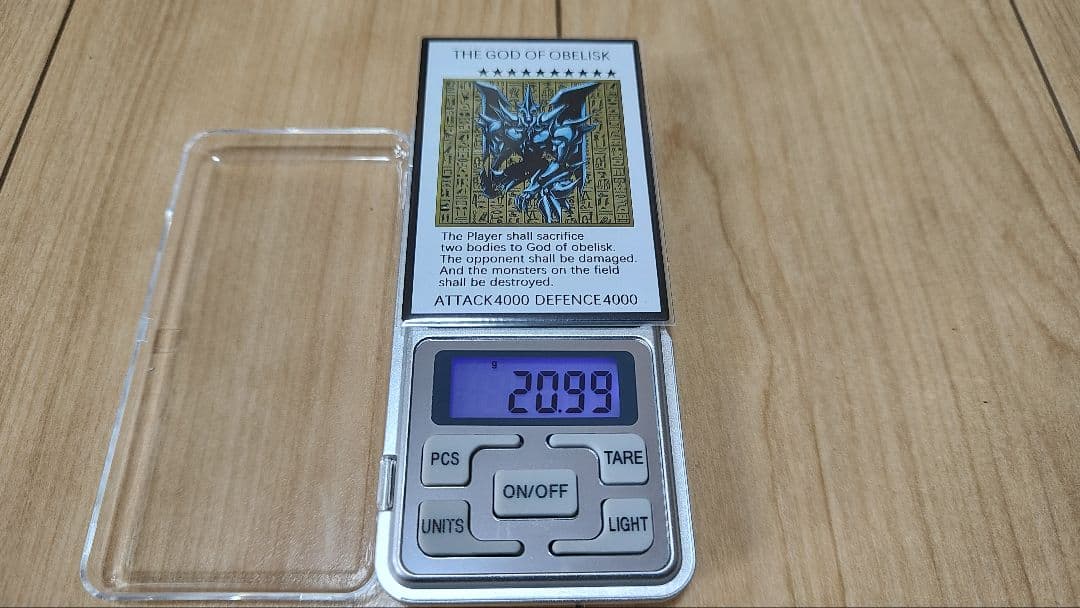 THE GOD OF OBELISK
★★★★★★★★★★
The Player shall sacrifice
two bodies to God of obelisk.
The opponent shall be damaged.
And the monsters on the field
shall be destroyed.
ATTACK4000 DEFENCE4000
g
20.99
PCS
TARE
ON/OFF
UNITS
LIGHT